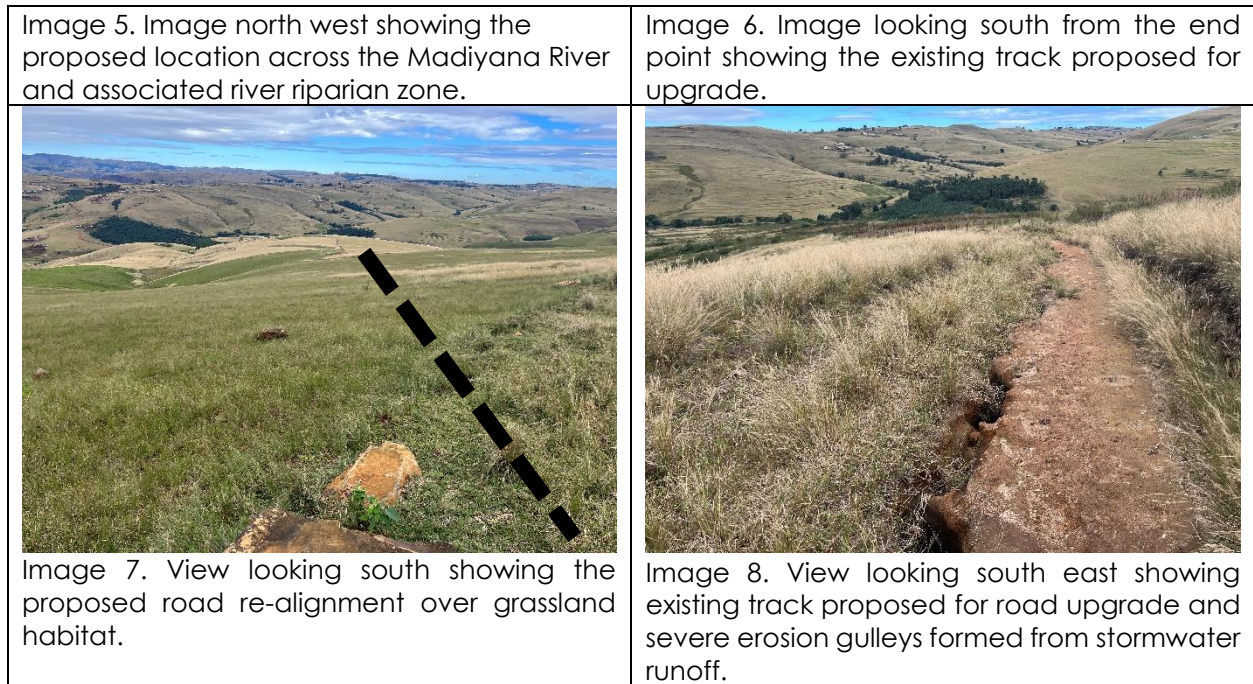 Image 5. Image north west showing the
proposed location across the Madiyana River
and associated river riparian zone.
Image 6. Image looking south from the end
point showing the existing track proposed for
upgrade.
Image 7. View looking south showing the
proposed road re-alignment over grassland
habitat.
Image 8. View looking south east showing
existing track proposed for road upgrade and
severe erosion gulleys formed from stormwater
runoff.